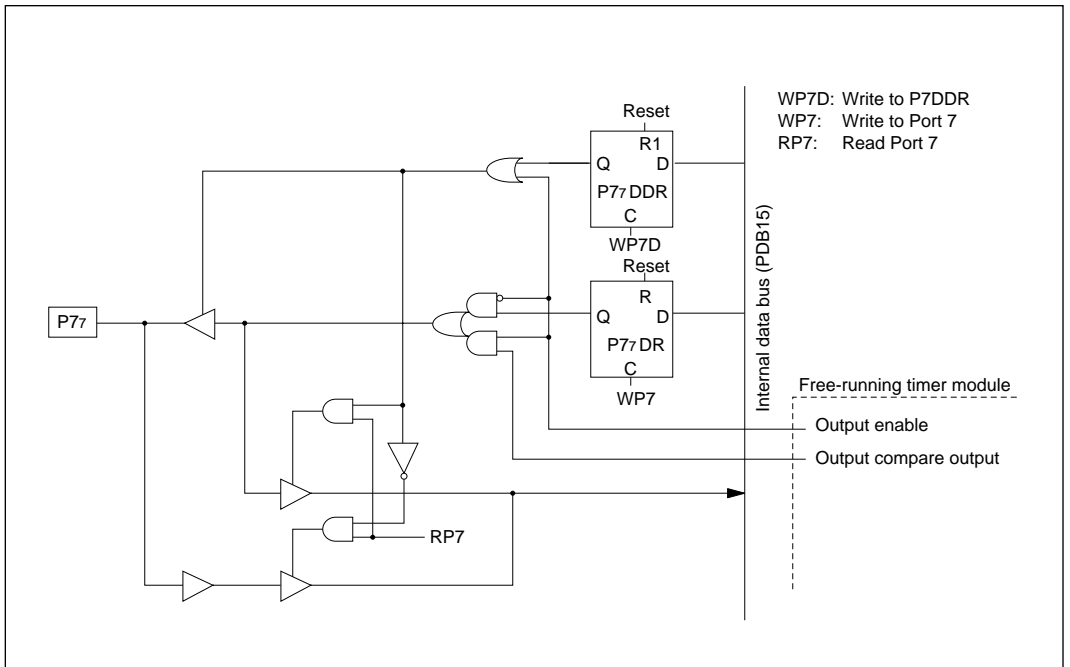 WP7D: Write to P7DDR
WP7: Write to Port 7
RP7: Read Port 7
Reset
R1
Q D
P77 DDR
C
WP7D
Reset
R
Q D
P77 DR
C
WP7
P77
Internal data bus (PDB15)
Free-running timer module
Output enable
Output compare output
RP7